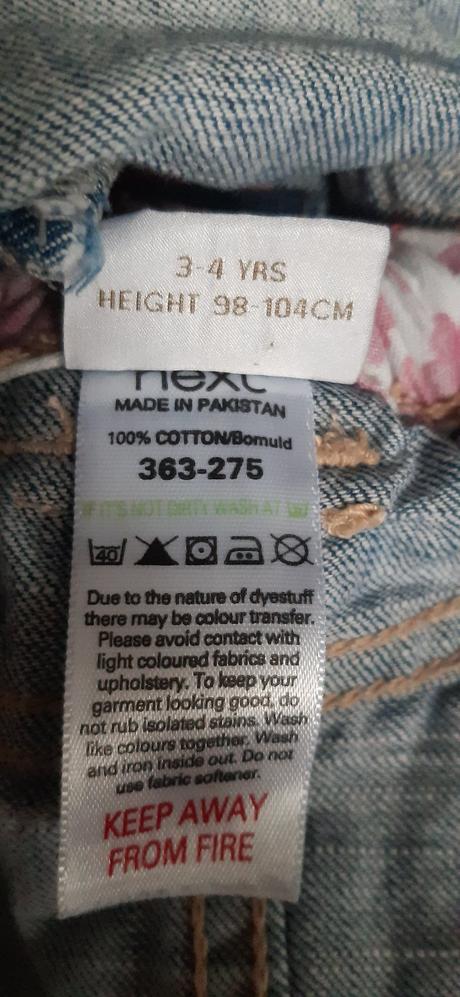 3-4 YRS
HEIGHT 98-104CM
next
MADE IN PAKISTAN
100% COTTON/Bomuld
363-275
IF IT'S NOT DIRTY WASH AT
40
Due to the nature of dyestuff
there may be colour transfer.
Please avoid contact with
light coloured fabrics and
upholstery. To keep your
garment looking good, do
not rub isolated stains. Wash
like colours together. Wash
and iron inside out. Do not
use fabric softener.
KEEP AWAY
FROM FIRE